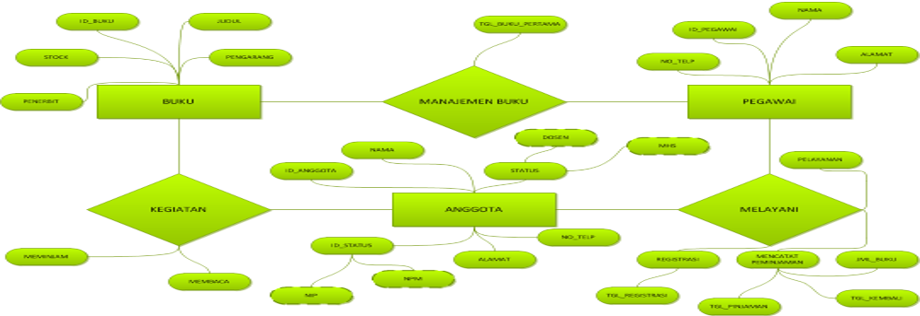 NAMA
ID_BUKU
JUDUL
TGL_BUKU_PERTAMA
ID_PEGAWAI
STOCK
PENGARANG
NO_TELP
ALAMAT
PENERBIT
BUKU
MANAJEMEN BUKU
PEGAWAI
DOSEN
MHS
NAMA
PELAYANAN
ID_ANGGOTA
STATUS
KEGIATAN
ANGGOTA
MELAYANI
ID_STATUS
NO_TELP
MEMINJAM
ALAMAT
REGISTRASI
MENCATAT
PEMINJAMAN
JML_BUKU
MEMBACA
NIP
NPM
TGL_REGISTRASI
TGL_PINJAMAN
TGL_KEMBALI